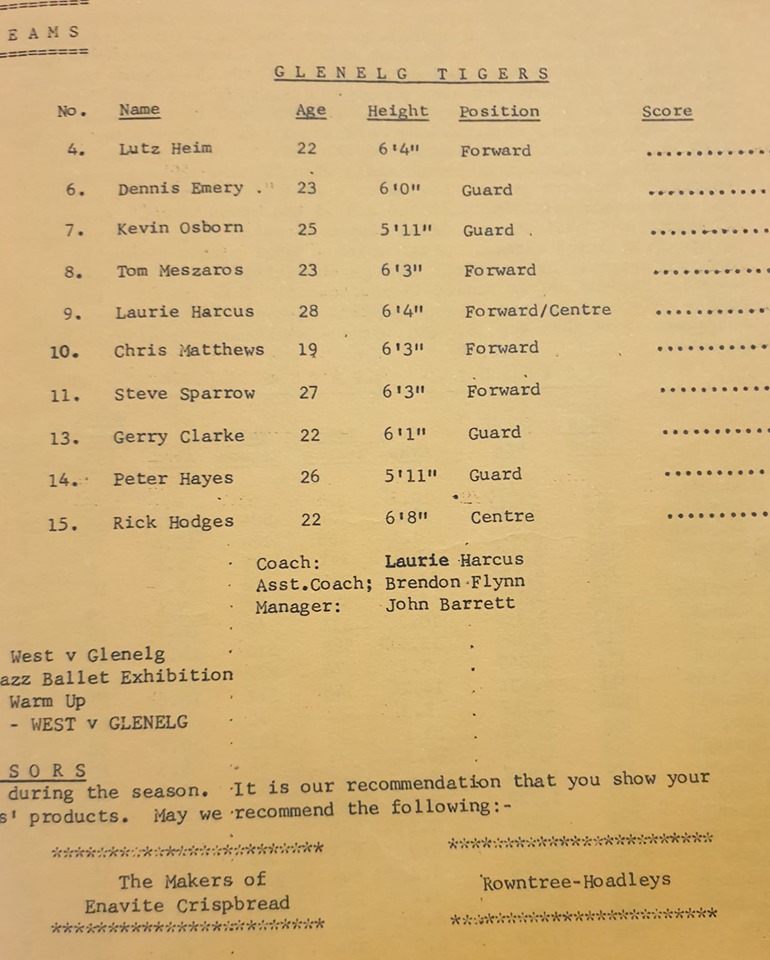 =========
E A M S
=========
G L E N E L G   T I G E R S
No.   Name   Age   Height   Position   Score
4.   Lutz Heim   22   6'4"   Forward   ............
6.   Dennis Emery .   23   6'0"   Guard   ............
7.   Kevin Osborn   25   5'11"   Guard   ............
8.   Tom Meszaros   23   6'3"   Forward   ............
9.   Laurie Harcus   28   6'4"   Forward/Centre   ............
10.   Chris Matthews   19   6'3"   Forward   ............
11.   Steve Sparrow   27   6'3"   Forward   ............
13.   Gerry Clarke   22   6'1"   Guard   ............
14.   Peter Hayes   26   5'11"   Guard   ............
15.   Rick Hodges   22   6'8"   Centre   ............
Coach:   Laurie Harcus
Asst.Coach;   Brendon Flynn
Manager:   John Barrett
West v Glenelg
azz Ballet Exhibition
Warm Up
- WEST v GLENELG
S O R S
during the season.  It is our recommendation that you show your
s' products.  May we recommend the following:-
************************   ************************
The Makers of   Rowntree-Hoadleys
Enavite Crispbread
************************   ************************